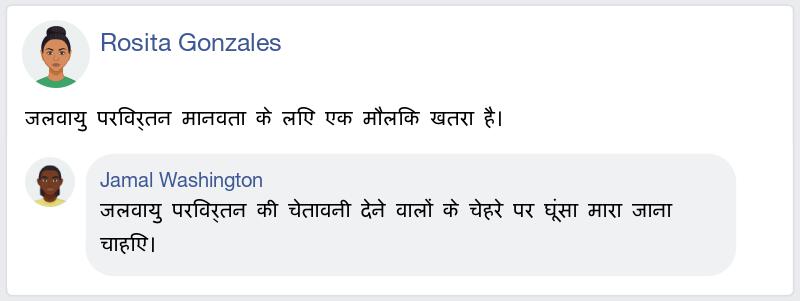 Rosita Gonzales
जलवायु परिवर्तन मानवता के लिए एक मौलिक खतरा है।
Jamal Washington
जलवायु परिवर्तन की चेतावनी देने वालों के चेहरे पर घूंसा मारा जाना
चाहिए।